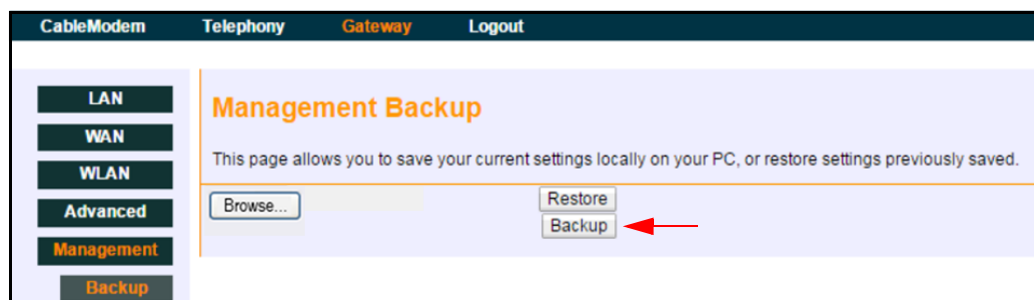 CableModem Telephony Gateway Logout
LAN
WAN
WLAN
Advanced
Management
Backup
Management Backup
This page allows you to save your current settings locally on your PC, or restore settings previously saved.
Browse... Restore
Backup